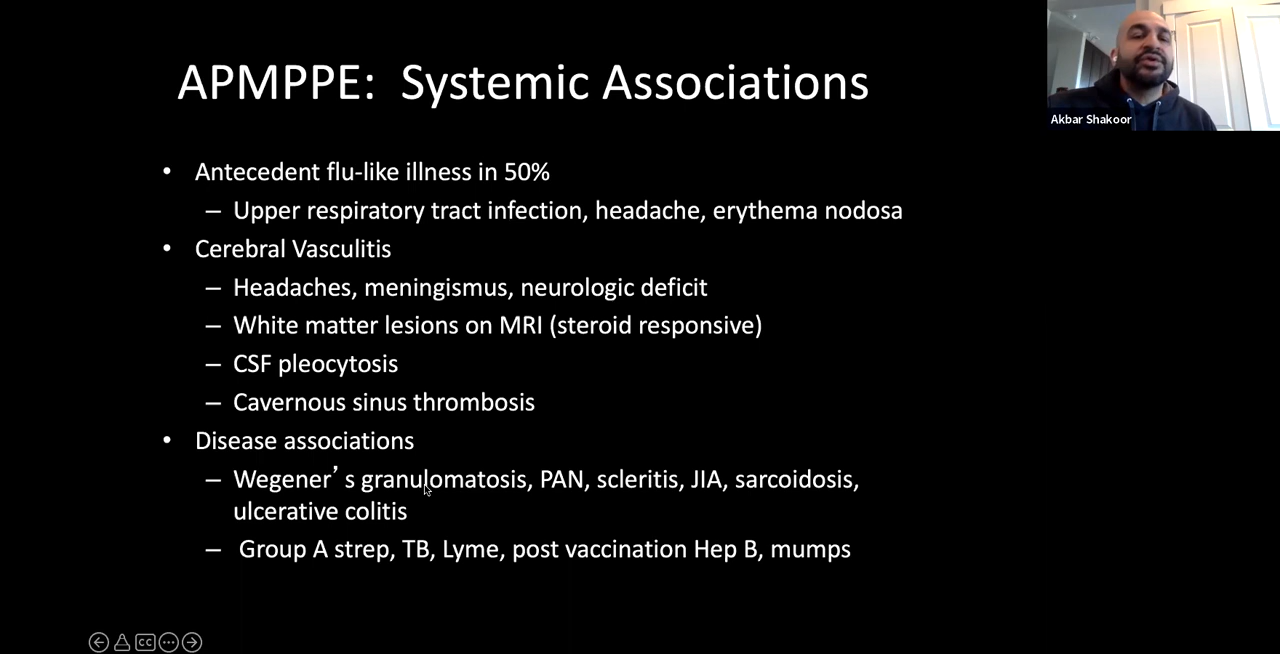 APMPPE:  Systemic Associations
Akbar Shakoor
• Antecedent flu-like illness in 50%
– Upper respiratory tract infection, headache, erythema nodosa
• Cerebral Vasculitis
– Headaches, meningismus, neurologic deficit
– White matter lesions on MRI (steroid responsive)
– CSF pleocytosis
– Cavernous sinus thrombosis
• Disease associations
– Wegener’s granulomatosis, PAN, scleritis, JIA, sarcoidosis,
ulcerative colitis
– Group A strep, TB, Lyme, post vaccination Hep B, mumps
CC